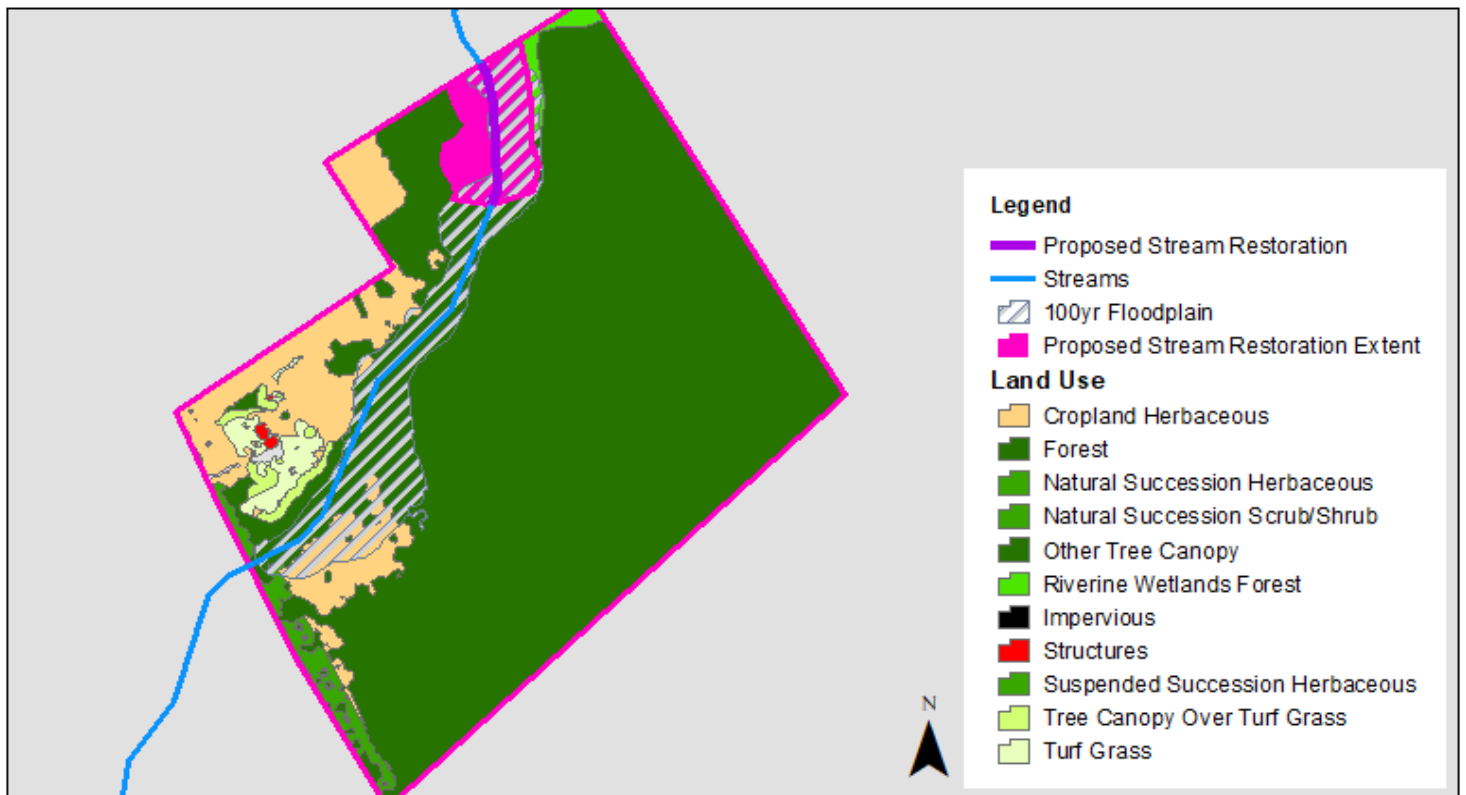 Legend
Proposed Stream Restoration
Streams
100yr Floodplain
Proposed Stream Restoration Extent
Land Use
Cropland Herbaceous
Forest
Natural Succession Herbaceous
Natural Succession Scrub/Shrub
Other Tree Canopy
Riverine Wetlands Forest
Impervious
Structures
Suspended Succession Herbaceous
Tree Canopy Over Turf Grass
Turf Grass
N